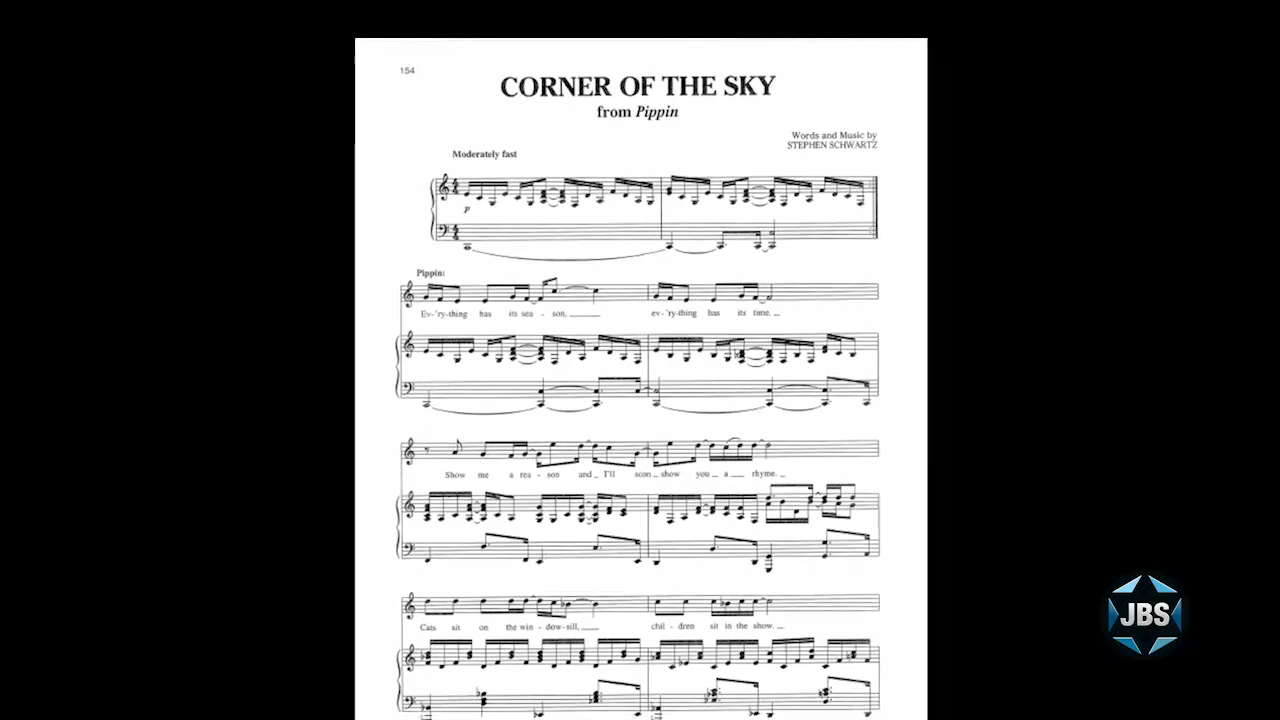 154
CORNER OF THE SKY
from Pippin
Words and Music by
STEPHEN SCHWARTZ
Moderately fast
p
Pippin:
Ev-'ry-thing has its sea - son, ev-'ry-thing has its time.
Show me a rea - son and I'll soon show you a rhyme.
Cats sit on the win - dow-sill, chil - dren sit in the show.
JBS